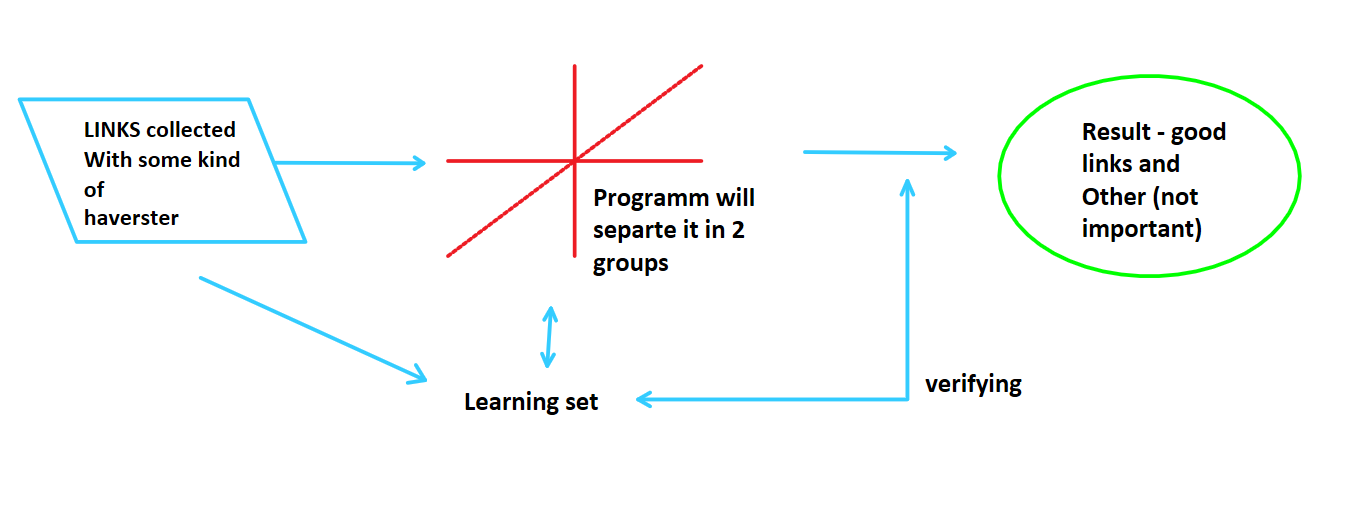 LINKS collected
With some kind
of
haverster
Programm will
separte it in 2
groups
Result - good
links and
Other (not
important)
Learning set
verifying